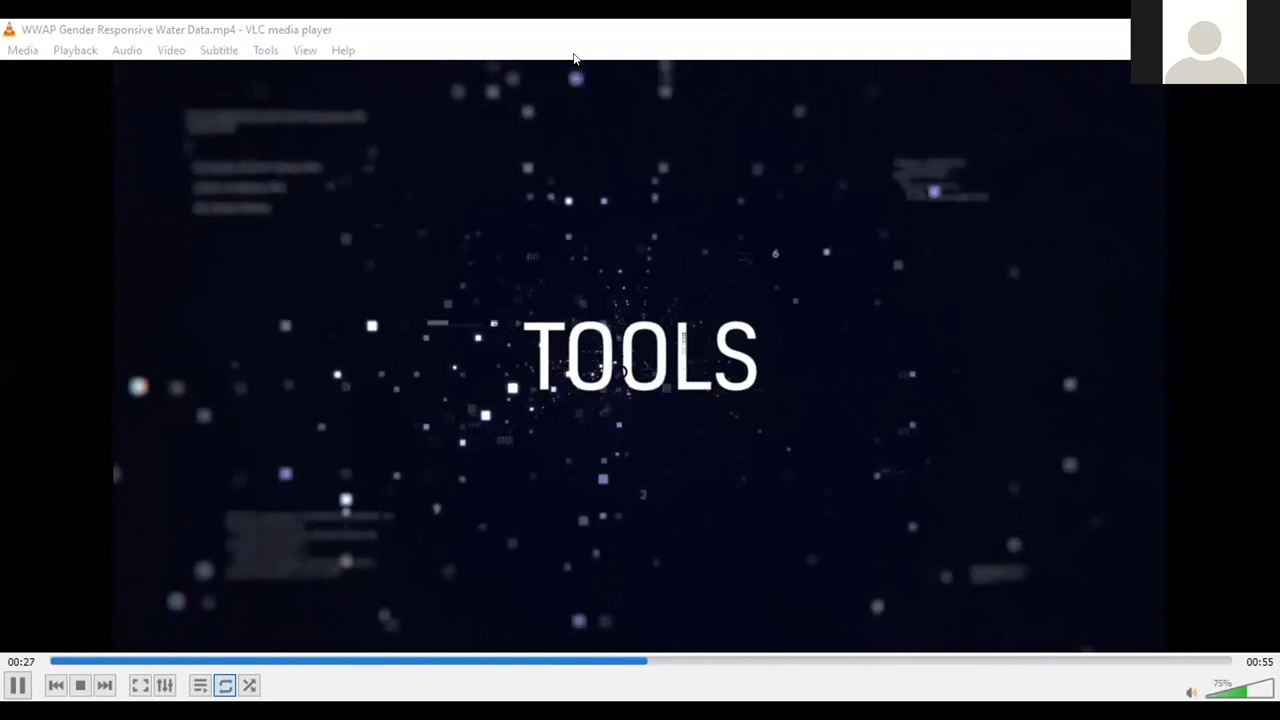 WWAP Gender Responsive Water Data.mp4 - VLC media player
Media Playback Audio Video Subtitle Tools View Help
6
TOOLS
3
00:27
00:55
75%